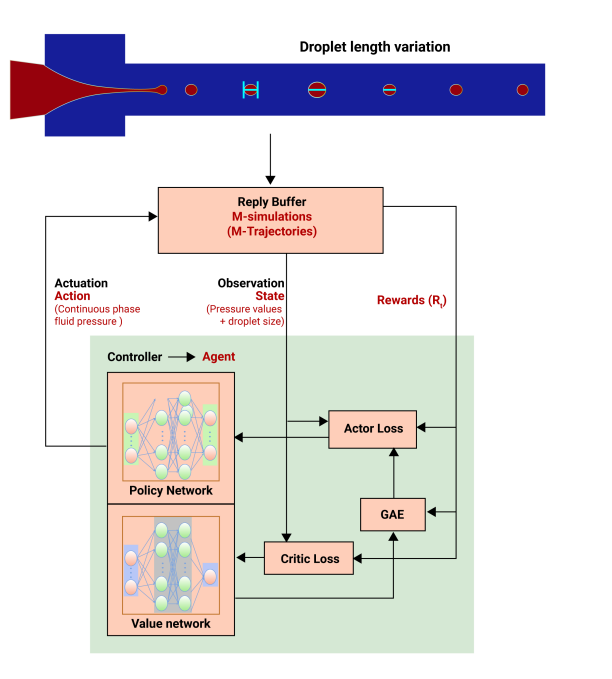 Droplet length variation
Reply Buffer
M-simulations
(M-Trajectories)
Actuation
Action
(Continuous phase
fluid pressure )
Observation
State
(Pressure values
+ droplet size)
Rewards (Rt)
Controller
Agent
Policy Network
Actor Loss
GAE
Critic Loss
Value network